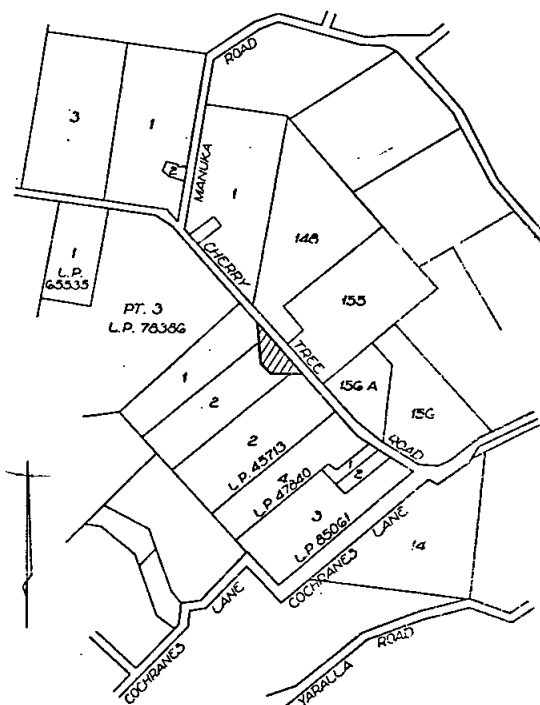 ROAD
3
1
2
MANUKA
1
148
CHERRY
1
L.P.
65535
PT. 3
L.P. 78386
155
TREE
1
2
156 A
156
2
L.P. 45713
ROAD
1
2
4
L.P. 47840
3
L.P. 85061
COCHRANES LANE
14
COCHRANES LANE
YARALLA ROAD